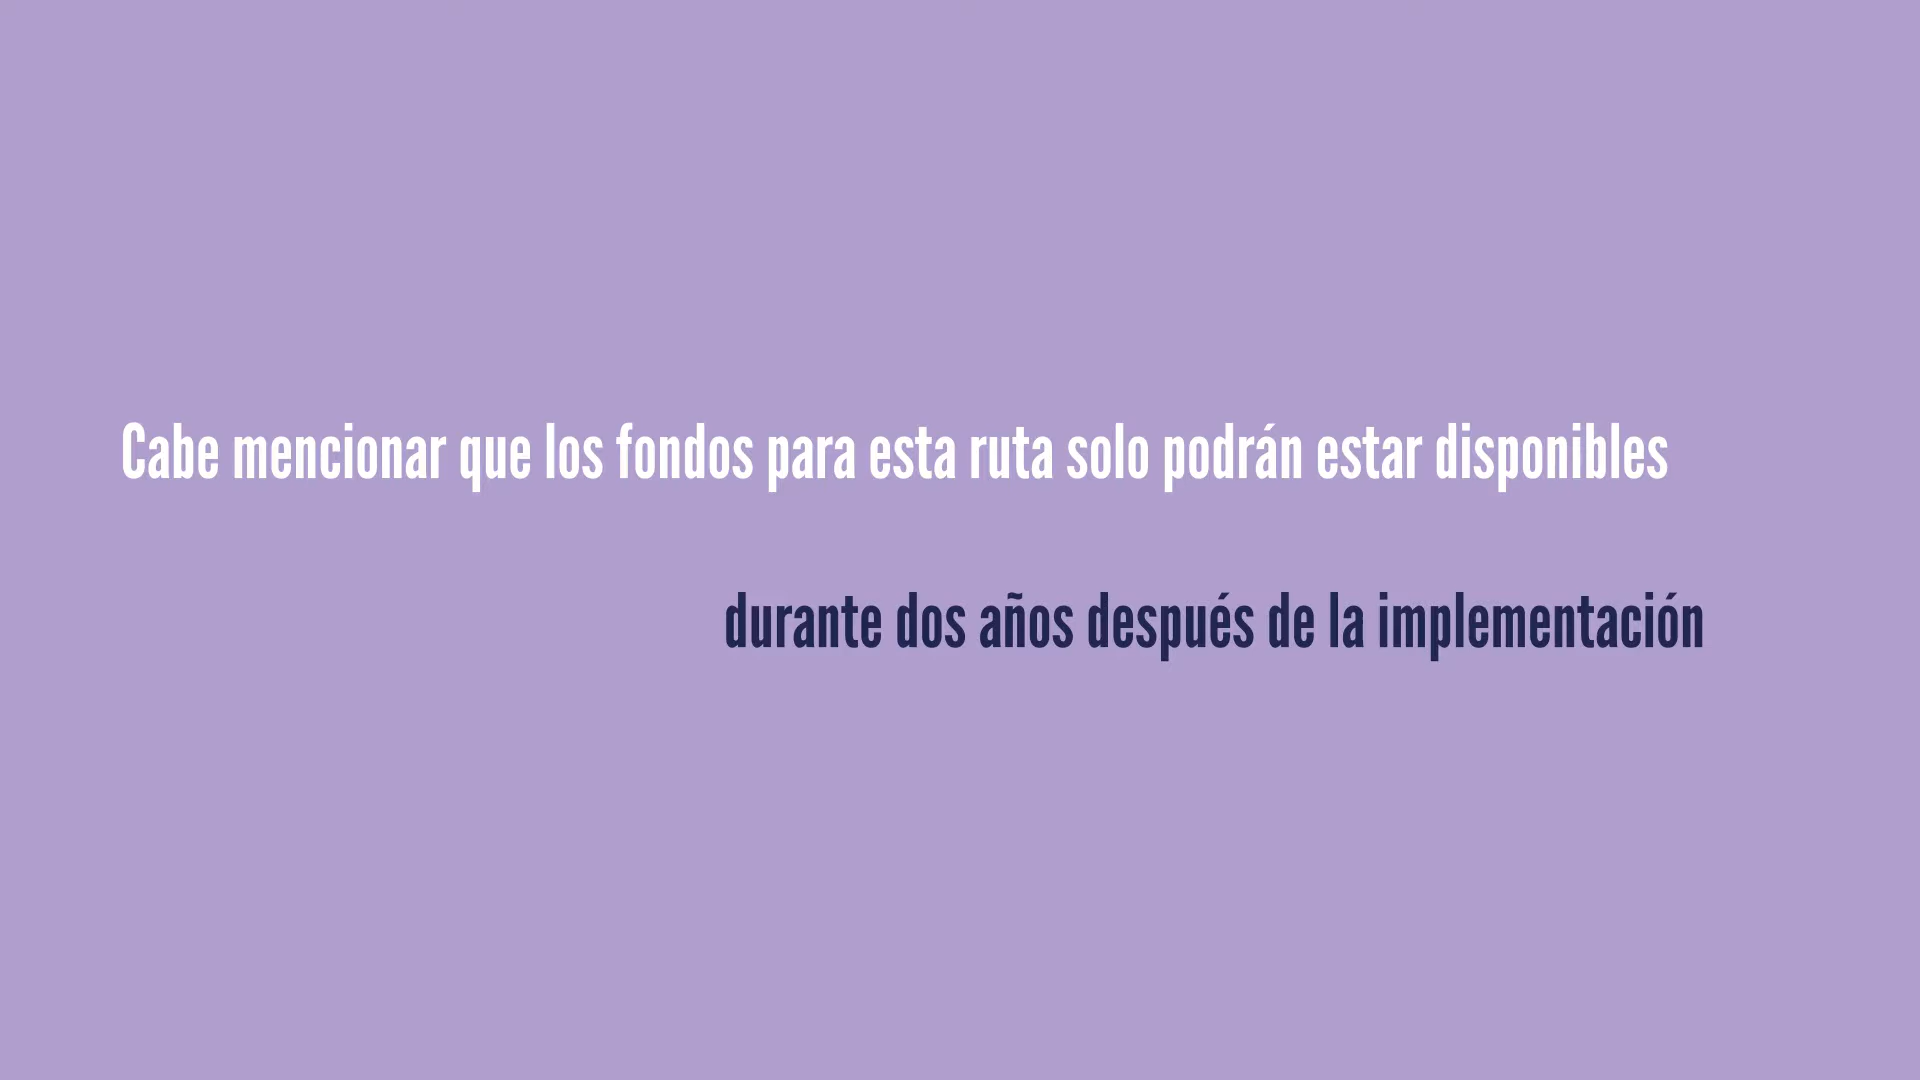 Cabe mencionar que los fondos para esta ruta solo podrán estar disponibles
durante dos años después de la implementación